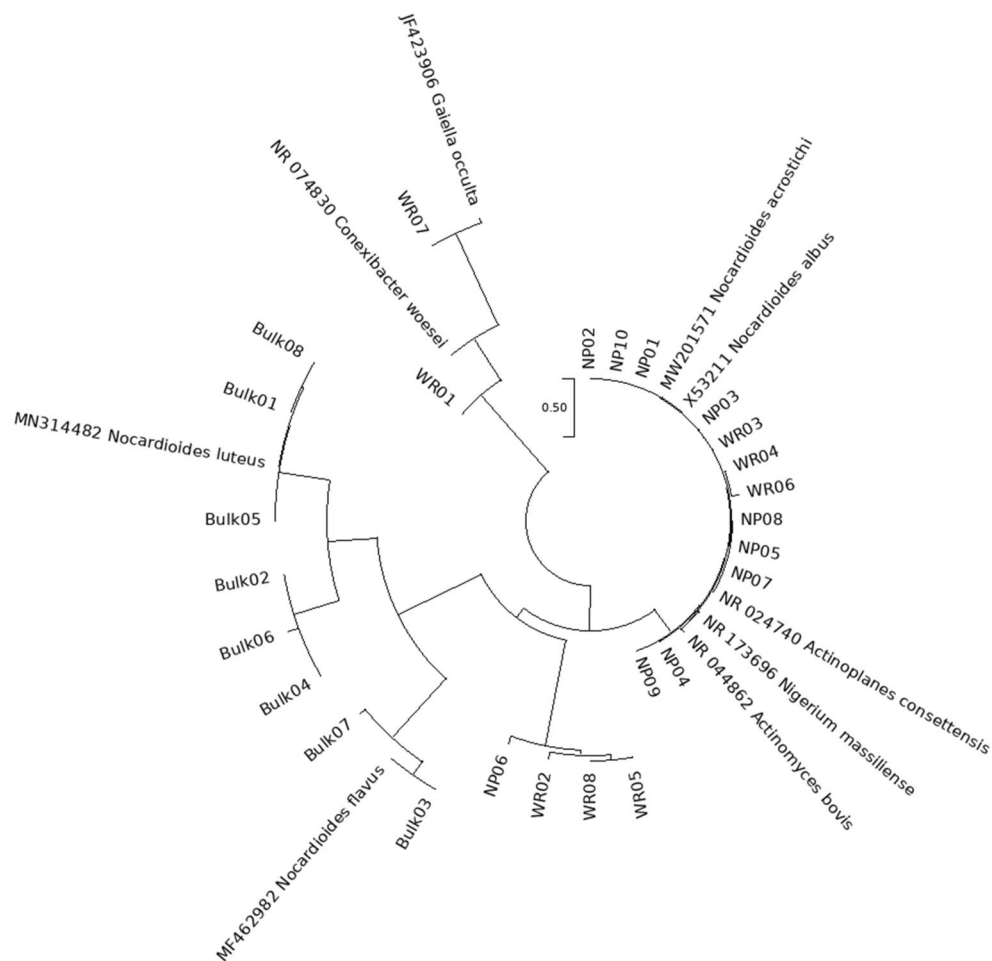 JF423906 Gaiella occulta
WR07
NR 074830 Conexibacter woesei
WR01
0.50
NP02
NP10
NP01
MW201571 Nocardioides acrostichi
X53211 Nocardioides albus
NP03
WR03
WR04
WR06
NP08
NP05
NP07
NR 024740 Actinoplanes consettensis
NR 173696 Nigerium massiliense
NR 044862 Actinomyces bovis
NP04
NP09
WR05
WR08
WR02
NP06
Bulk03
MF462982 Nocardioides flavus
Bulk07
Bulk04
Bulk06
Bulk02
Bulk05
MN314482 Nocardioides luteus
Bulk01
Bulk08